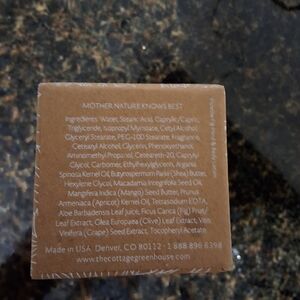 MOTHER NATURE KNOWS BEST
Ingredients: Water, Stearic Acid, Caprylic/Capric
Triglyceride, Isopropyl Myristate, Cetyl Alcohol,
Glyceryl Stearate, PEG-100 Stearate, Fragrance,
Cetearyl Alcohol, Glycerin, Phenoxyethanol,
Aminomethyl Propanol, Ceteareth-20, Caprylyl
Glycol, Carbomer, Ethylhexylglycerin, Argania
Spinosa Kernel Oil, Butyrospermum Parkii (Shea) Butter,
Hexylene Glycol, Macadamia Integrifolia Seed Oil,
Mangifera Indica (Mango) Seed Butter, Prunus
Armeniaca (Apricot) Kernel Oil, Tetrasodium EDTA,
Aloe Barbadensis Leaf Juice, Ficus Carica (Fig) Fruit/
Leaf Extract, Olea Europaea (Olive) Leaf Extract, Vitis
Vinifera (Grape) Seed Extract, Tocopheryl Acetate
Made in USA Denver, CO 80112 · 1 888 896 8398
www.thecottagegreenhouse.com